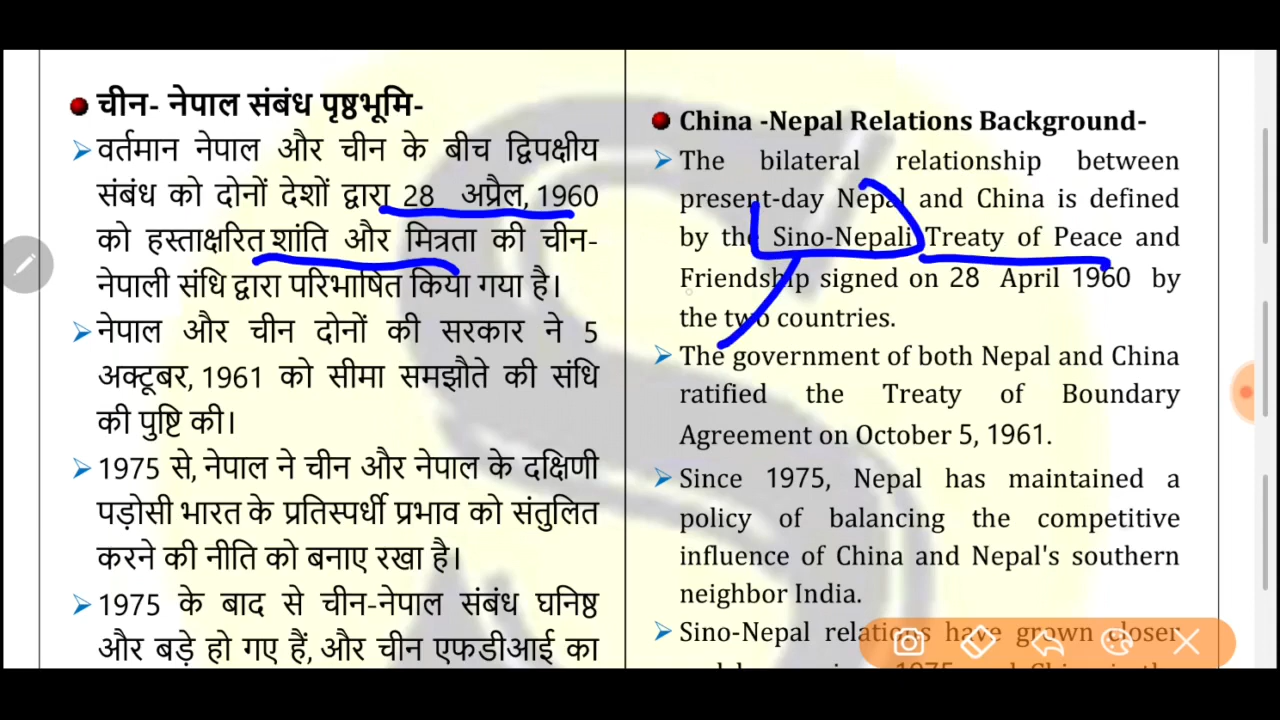 चीन- नेपाल संबंध पृष्ठभूमि-
वर्तमान नेपाल और चीन के बीच द्विपक्षीय
संबंध को दोनों देशों द्वारा 28 अप्रैल, 1960
को हस्ताक्षरित शांति और मित्रता की चीन-
नेपाली संधि द्वारा परिभाषित किया गया है।
नेपाल और चीन दोनों की सरकार ने 5
अक्टूबर, 1961 को सीमा समझौते की संधि
की पुष्टि की।
1975 से, नेपाल ने चीन और नेपाल के दक्षिणी
पड़ोसी भारत के प्रतिस्पर्धी प्रभाव को संतुलित
करने की नीति को बनाए रखा है।
1975 के बाद से चीन-नेपाल संबंध घनिष्ठ
और बड़े हो गए हैं, और चीन एफडीआई का
China -Nepal Relations Background-
The bilateral relationship between
present-day Nepal and China is defined
by the Sino-Nepali Treaty of Peace and
Friendship signed on 28 April 1960 by
the two countries.
The government of both Nepal and China
ratified the Treaty of Boundary
Agreement on October 5, 1961.
Since 1975, Nepal has maintained a
policy of balancing the competitive
influence of China and Nepal's southern
neighbor India.
Sino-Nepal relations have grown closer